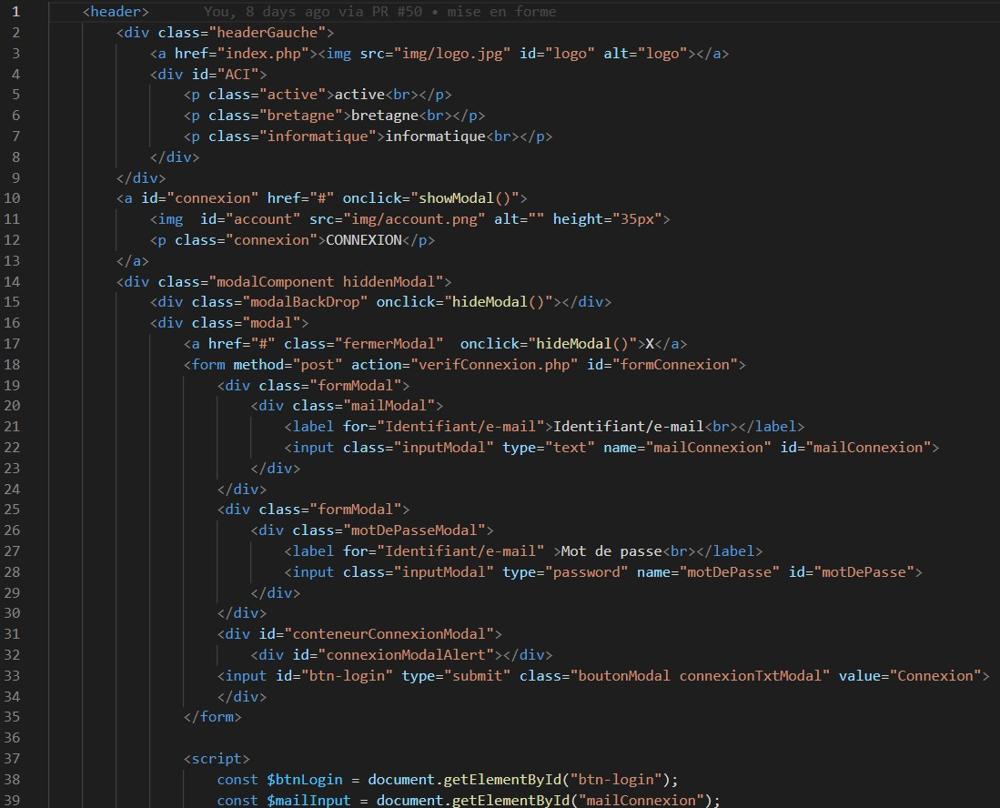 1 <header> You, 8 days ago via PR #50 • mise en forme
2 <div class="headerGauche">
3 <a href="index.php"><img src="img/logo.jpg" id="logo" alt="logo"></a>
4 <div id="ACI">
5 <p class="active">active<br></p>
6 <p class="bretagne">bretagne<br></p>
7 <p class="informatique">informatique<br></p>
8 </div>
9 </div>
10 <a id="connexion" href="#" onclick="showModal()">
11 <img  id="account" src="img/account.png" alt="" height="35px">
12 <p class="connexion">CONNEXION</p>
13 </a>
14 <div class="modalComponent hiddenModal">
15 <div class="modalBackDrop" onclick="hideModal()"></div>
16 <div class="modal">
17 <a href="#" class="fermerModal"  onclick="hideModal()">X</a>
18 <form method="post" action="verifConnexion.php" id="formConnexion">
19 <div class="formModal">
20 <div class="mailModal">
21 <label for="Identifiant/e-mail">Identifiant/e-mail<br></label>
22 <input class="inputModal" type="text" name="mailConnexion" id="mailConnexion">
23 </div>
24 </div>
25 <div class="formModal">
26 <div class="motDePasseModal">
27 <label for="Identifiant/e-mail" >Mot de passe<br></label>
28 <input class="inputModal" type="password" name="motDePasse" id="motDePasse">
29 </div>
30 </div>
31 <div id="conteneurConnexionModal">
32 <div id="connexionModalAlert"></div>
33 <input id="btn-login" type="submit" class="boutonModal connexionTxtModal" value="Connexion">
34 </div>
35 </form>
36
37 <script>
38 const $btnLogin = document.getElementById("btn-login");
39 const $mailInput = document.getElementById("mailConnexion");